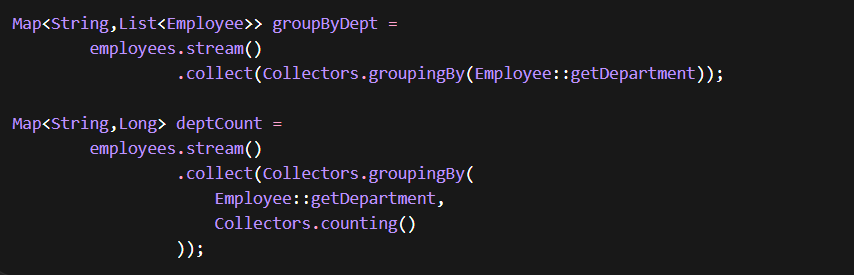 Map<String,List<Employee>> groupByDept =
        employees.stream()
                .collect(Collectors.groupingBy(Employee::getDepartment));

Map<String,Long> deptCount =
        employees.stream()
                .collect(Collectors.groupingBy(
                    Employee::getDepartment,
                    Collectors.counting()
                ));